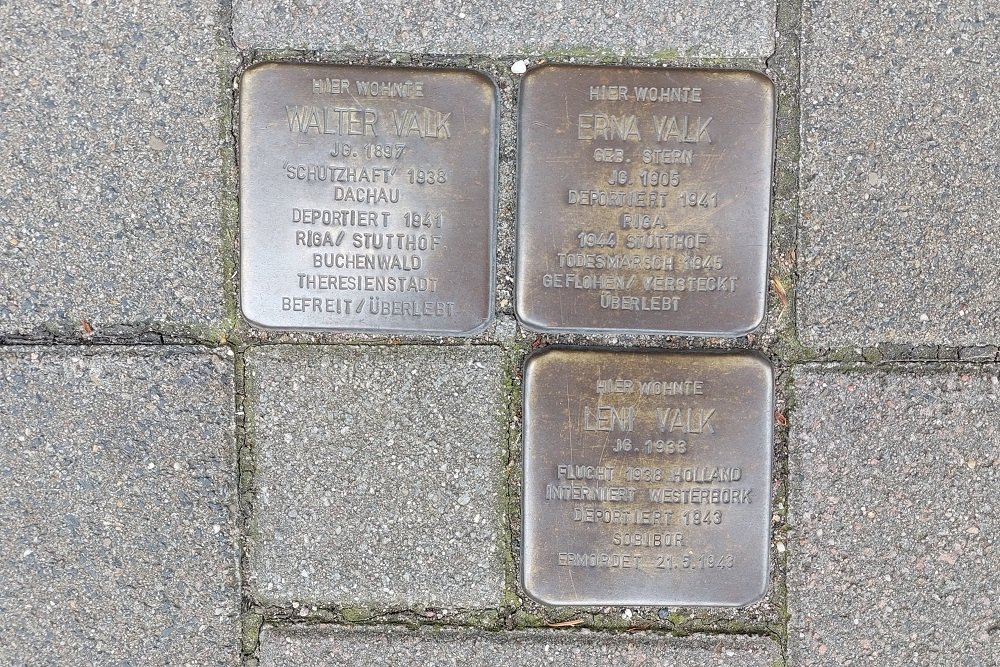 HIER WOHNTE
WALTER VALK
JG. 1897
'SCHUTZHAFT' 1938
DACHAU
DEPORTIERT 1941
RIGA/ STUTTHOF
BUCHENWALD
THERESIENSTADT
BEFREIT/ÜBERLEBT
HIER WOHNTE
ERNA VALK
GEB. STERN
JG. 1905
DEPORTIERT 1941
RIGA
1944 STUTTHOF
TODESMARSCH 1945
GEFLOHEN/ VERSTECKT
ÜBERLEBT
HIER WOHNTE
LENI VALK
JG. 1933
FLUCHT 1938 HOLLAND
INTERNIERT WESTERBORK
DEPORTIERT 1943
SOBIBOR
ERMORDET 21.5.1943